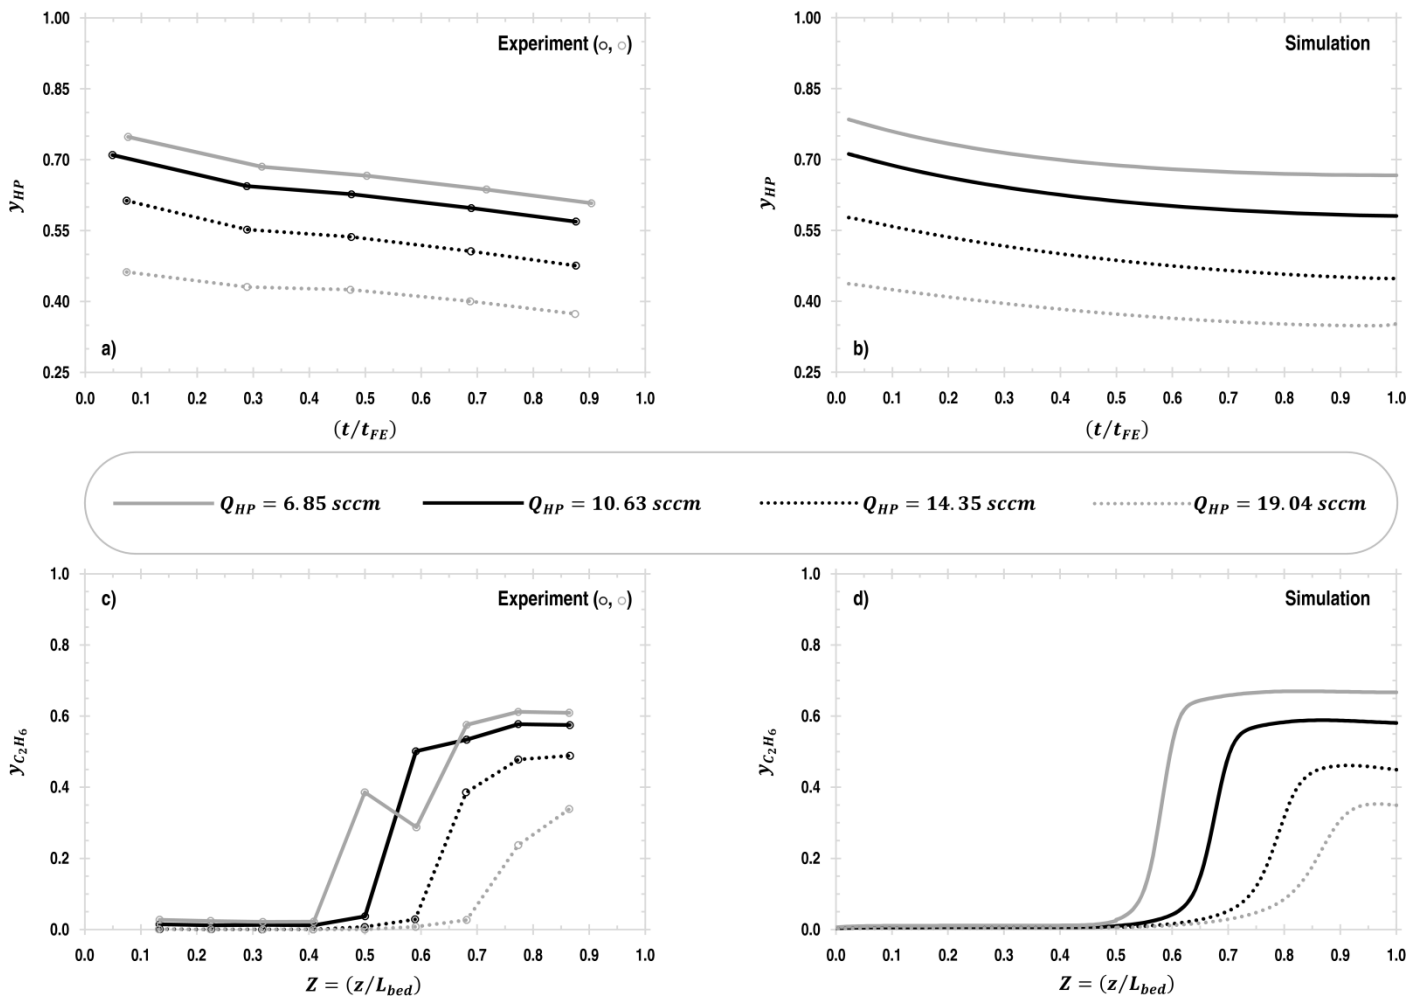 1.00
0.85
0.70
0.55
0.40
0.25
y_HP
Experiment (o, o)
a)
0.0 0.1 0.2 0.3 0.4 0.5 0.6 0.7 0.8 0.9 1.0
(t/t_FE)
1.00
0.85
0.70
0.55
0.40
0.25
y_HP
Simulation
b)
0.0 0.1 0.2 0.3 0.4 0.5 0.6 0.7 0.8 0.9 1.0
(t/t_FE)
Q_HP = 6.85 sccm
Q_HP = 10.63 sccm
Q_HP = 14.35 sccm
Q_HP = 19.04 sccm
1.0
0.8
0.6
0.4
0.2
0.0
y_C2H6
c)
Experiment (o, o)
0.0 0.1 0.2 0.3 0.4 0.5 0.6 0.7 0.8 0.9 1.0
Z = (z/L_bed)
1.0
0.8
0.6
0.4
0.2
0.0
y_C2H6
d)
Simulation
0.0 0.1 0.2 0.3 0.4 0.5 0.6 0.7 0.8 0.9 1.0
Z = (z/L_bed)